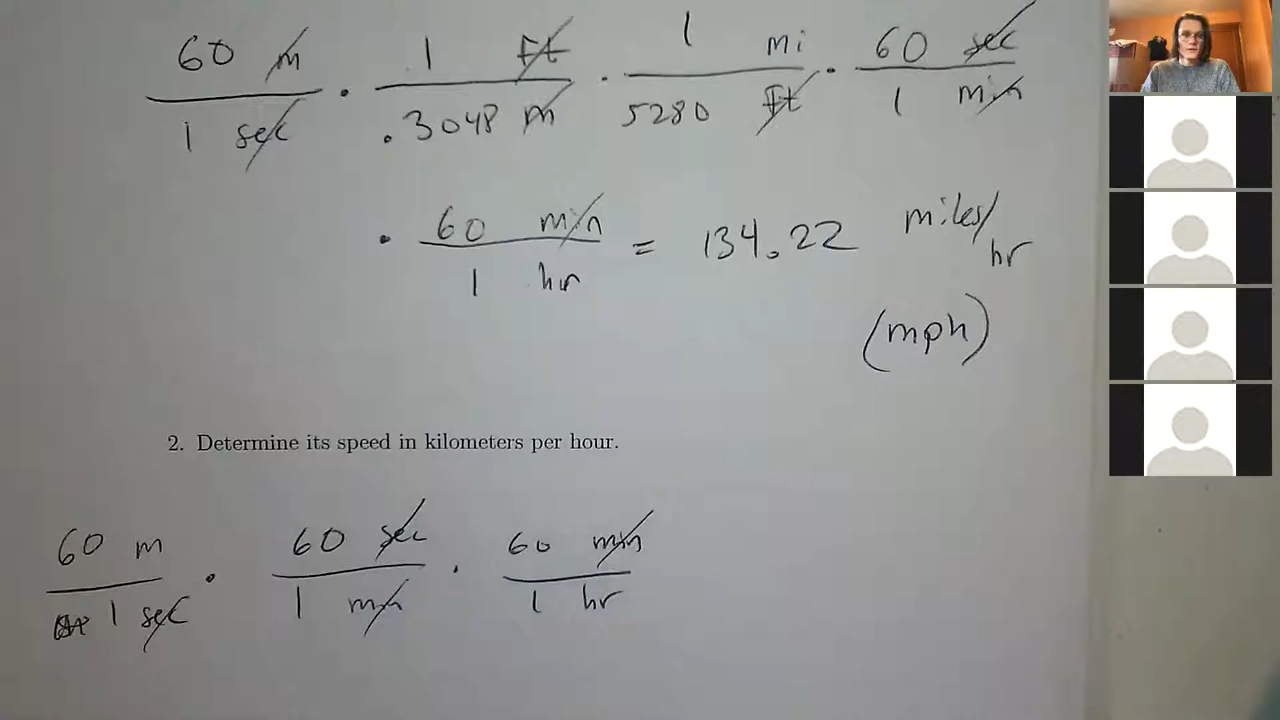 60 m 1 ft 1 mi 60 sec
1 sec · .3048 m · 5280 ft · 1 min
· 60 min = 134.22 miles/hr
1 hr
(mph)
2. Determine its speed in kilometers per hour.
60 m · 60 sec · 60 min
1 sec 1 min 1 hr